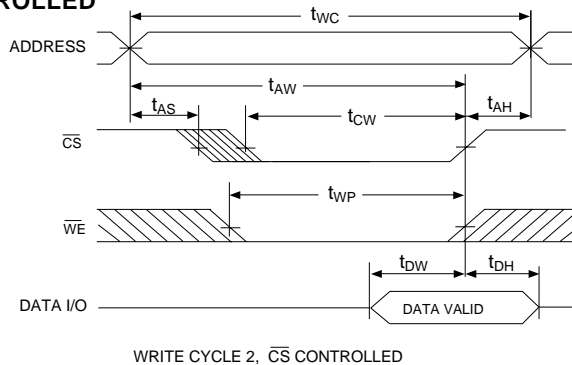 ROLLED
tWC
ADDRESS
tAW
tAS
tCW
tAH
CS
tWP
WE
tDW
tDH
DATA I/O
DATA VALID
WRITE CYCLE 2, CS CONTROLLED